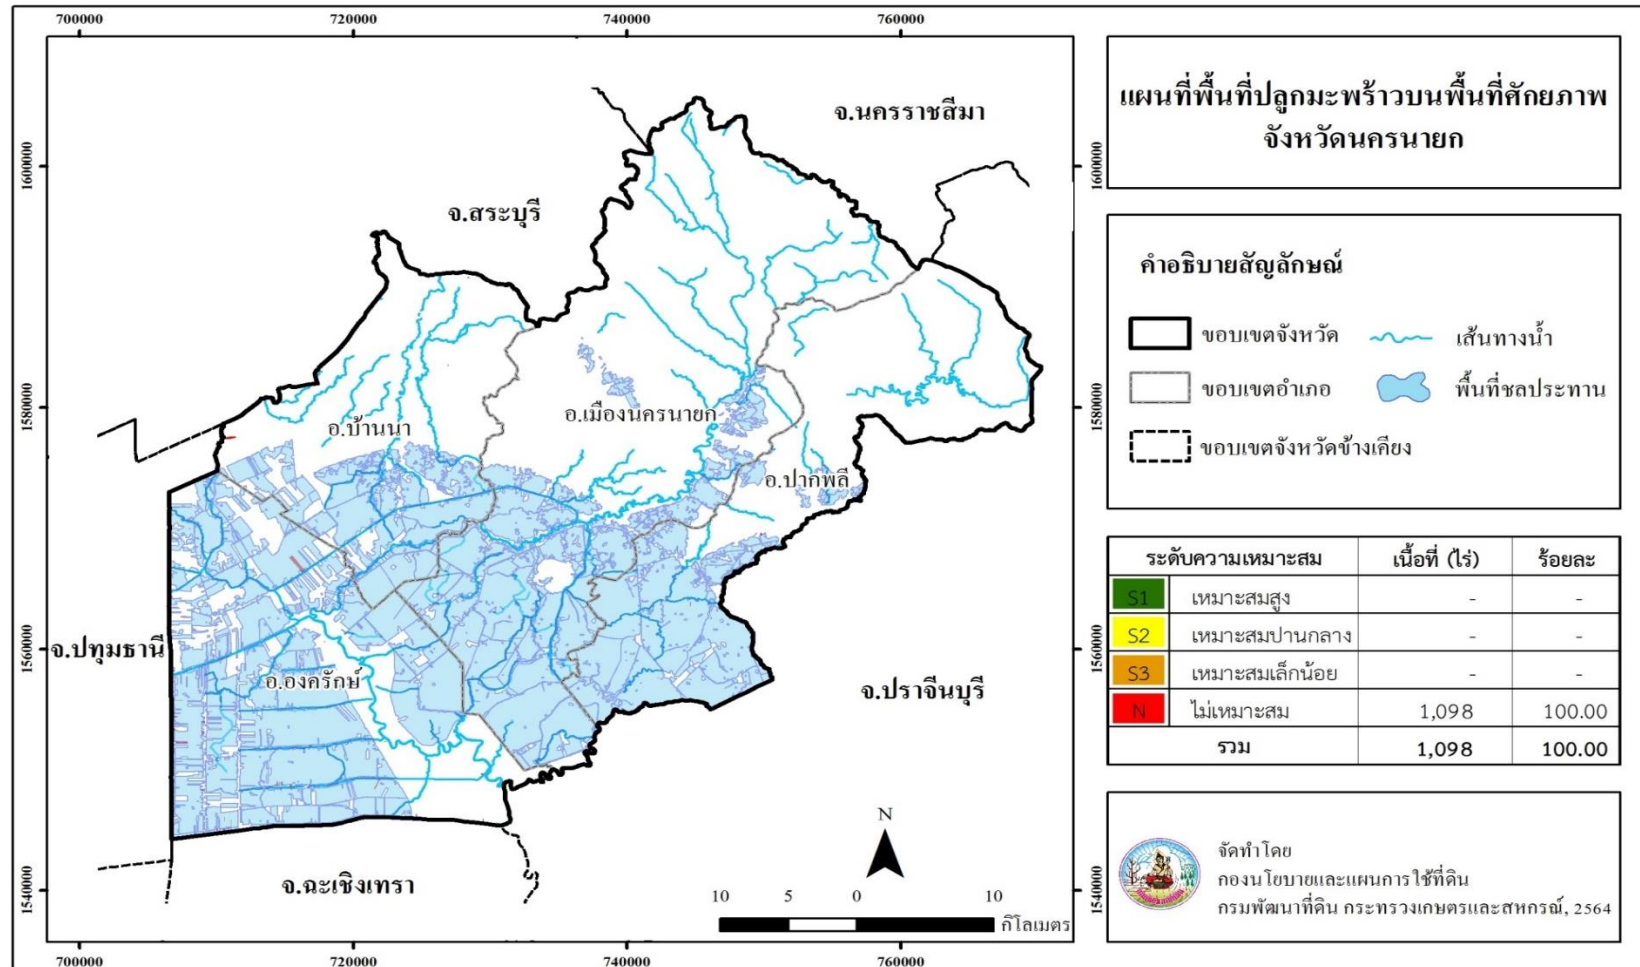 700000 720000 740000 760000
แผนที่พื้นที่ปลูกมะพร้าวบนพื้นที่ศักยภาพ
จังหวัดนครนายก
จ.นครราชสีมา
1600000 1600000
จ.สระบุรี
คำอธิบายสัญลักษณ์
ขอบเขตจังหวัด เส้นทางน้ำ
ขอบเขตอำเภอ พื้นที่ชลประทาน
ขอบเขตจังหวัดข้างเคียง
1580000 1580000
อ.เมืองนครนายก
อ.บ้านนา
อ.ปากพลี
ระดับความเหมาะสม เนื้อที่ (ไร่) ร้อยละ
S1 เหมาะสมสูง - -
S2 เหมาะสมปานกลาง - -
S3 เหมาะสมเล็กน้อย - -
N ไม่เหมาะสม 1,098 100.00
รวม 1,098 100.00
1560000 1560000
จ.ปทุมธานี
อ.องครักษ์
จ.ปราจีนบุรี
N
จ.ฉะเชิงเทรา
1540000 1540000
10 5 0 10
กิโลเมตร
จัดทำโดย
กองนโยบายและแผนการใช้ที่ดิน
กรมพัฒนาที่ดิน กระทรวงเกษตรและสหกรณ์, 2564
700000 720000 740000 760000